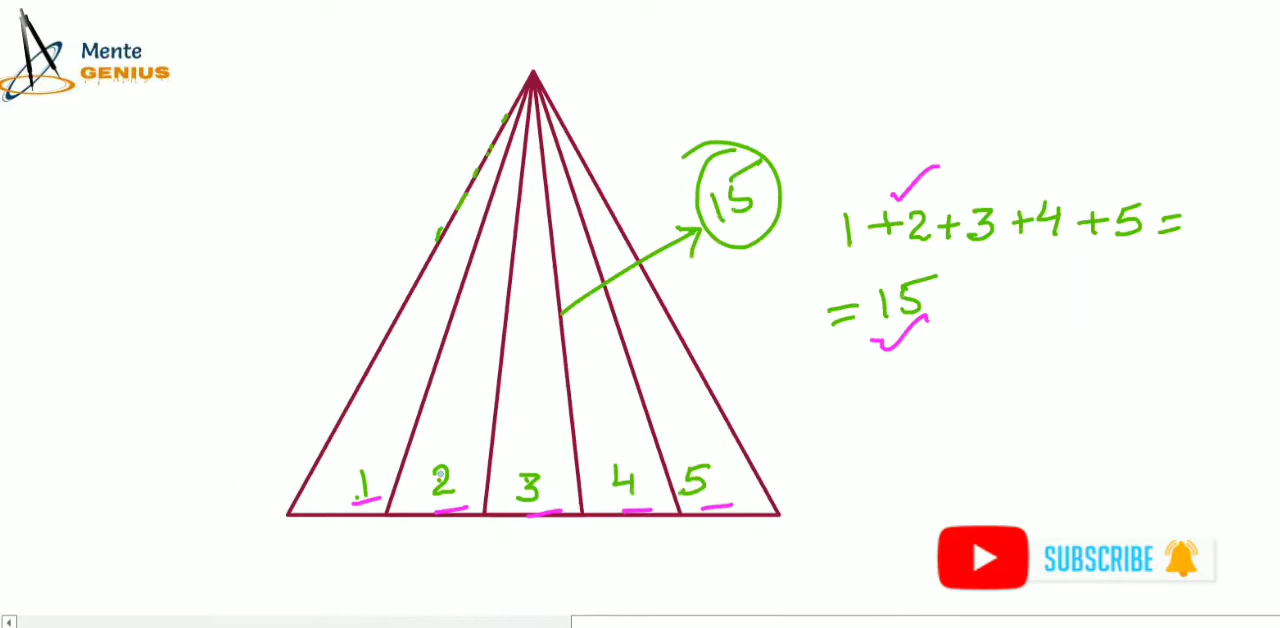 Mente
GENIUS
15
1+2+3+4+5=
=15
1 2 3 4 5
SUBSCRIBE